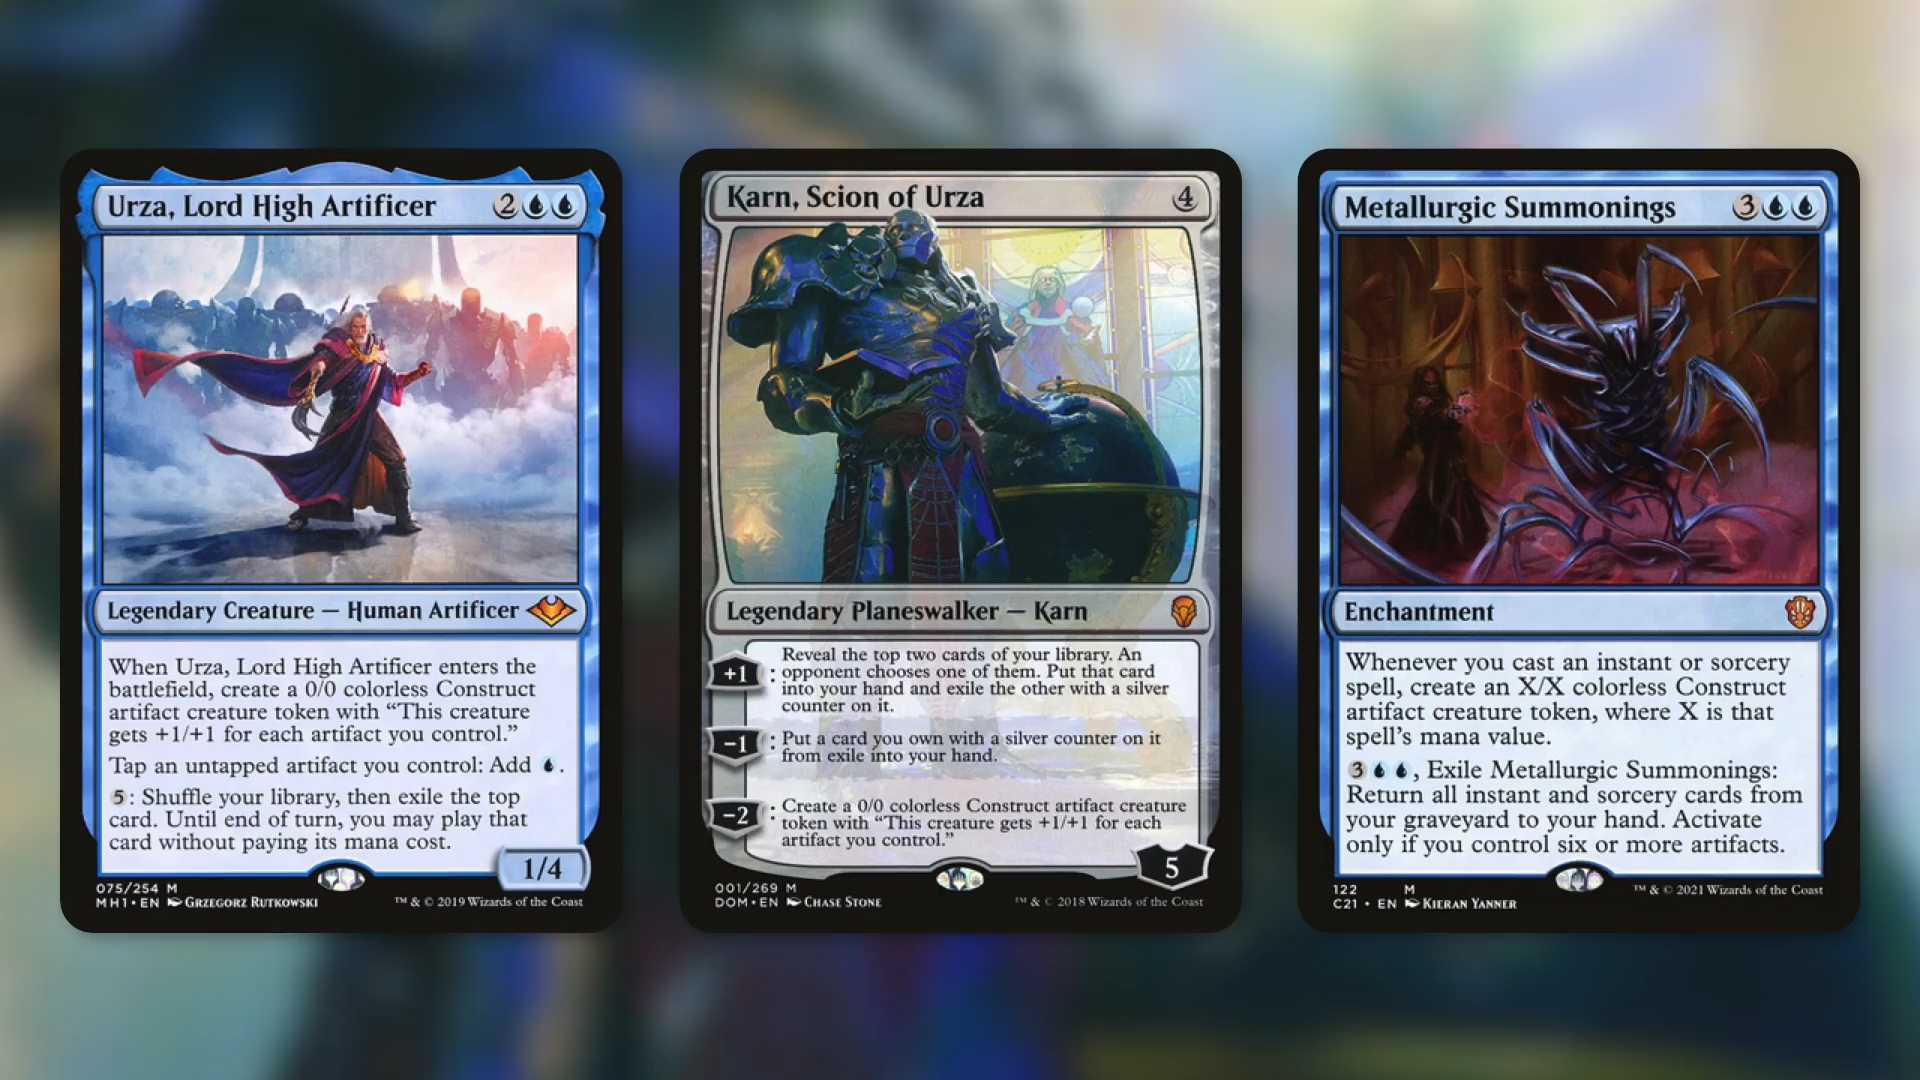 Urza, Lord High Artificer 2
Legendary Creature — Human Artificer
When Urza, Lord High Artificer enters the
battlefield, create a 0/0 colorless Construct
artifact creature token with “This creature
gets +1/+1 for each artifact you control.”
Tap an untapped artifact you control: Add .
5: Shuffle your library, then exile the top
card. Until end of turn, you may play that
card without paying its mana cost.
1/4
075/254 M
MH1 • EN Grzegorz Rutkowski
™ & © 2019 Wizards of the Coast
Karn, Scion of Urza 4
Legendary Planeswalker — Karn
+1 : Reveal the top two cards of your library. An
opponent chooses one of them. Put that card
into your hand and exile the other with a silver
counter on it.
−1 : Put a card you own with a silver counter on it
from exile into your hand.
−2 : Create a 0/0 colorless Construct artifact creature
token with “This creature gets +1/+1 for each
artifact you control.”
5
001/269 M
DOM • EN Chase Stone
™ & © 2018 Wizards of the Coast
Metallurgic Summonings 3
Enchantment
Whenever you cast an instant or sorcery
spell, create an X/X colorless Construct
artifact creature token, where X is that
spell’s mana value.
3 , Exile Metallurgic Summonings:
Return all instant and sorcery cards from
your graveyard to your hand. Activate
only if you control six or more artifacts.
122 M
C21 • EN Kieran Yanner
™ & © 2021 Wizards of the Coast